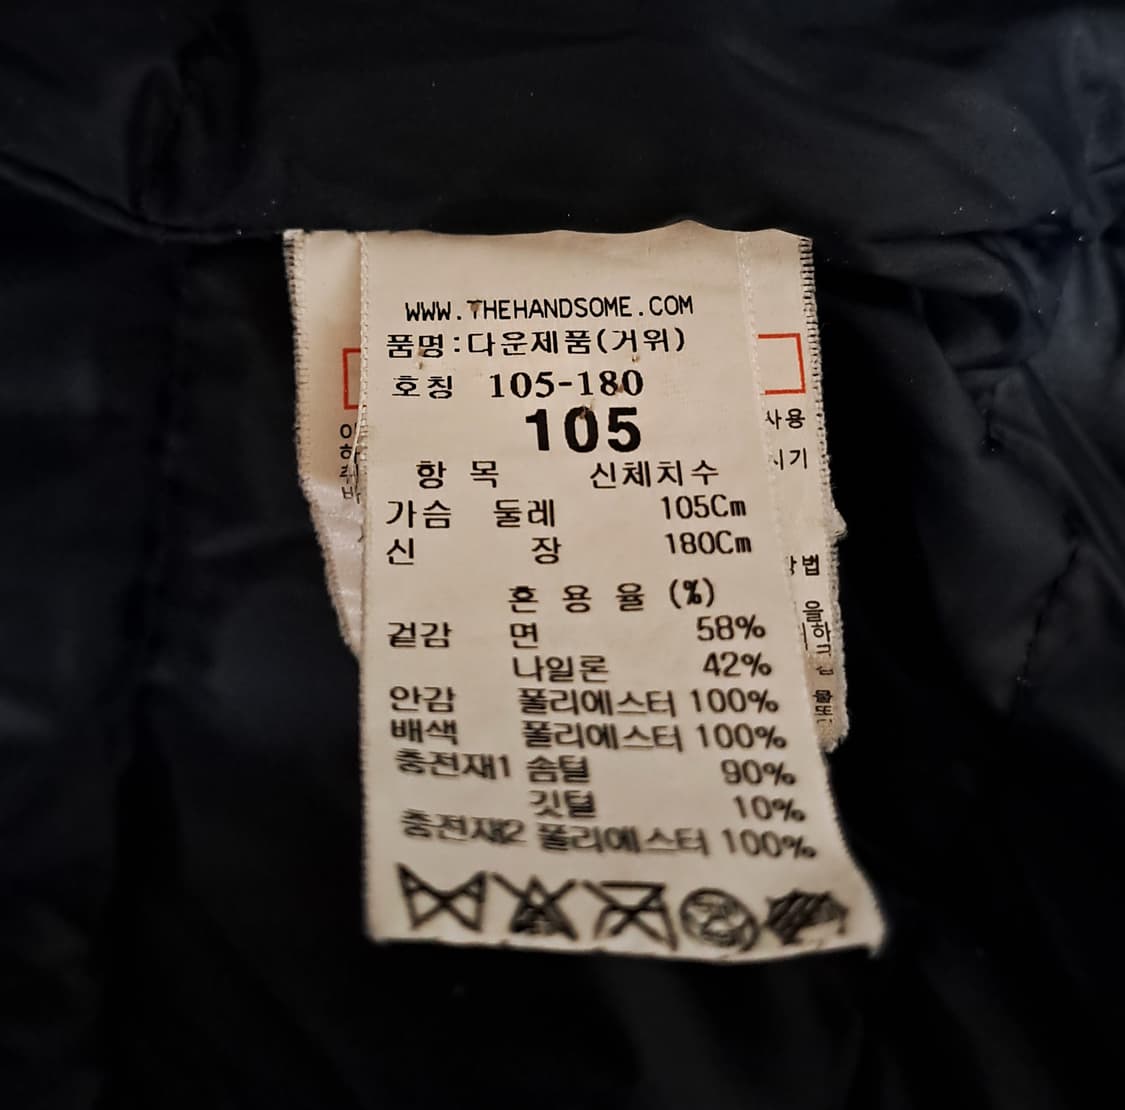 WWW.THEHANDSOME.COM
품명:다운제품(거위)
호칭 105-180
105
항 목 신체치수
가슴 둘레 105Cm
신 장 180Cm
혼 용 율 (%)
겉감 면 58%
나일론 42%
안감 폴리에스터 100%
배색 폴리에스터 100%
충전재1 솜털 90%
깃털 10%
충전재2 폴리에스터 100%
사용